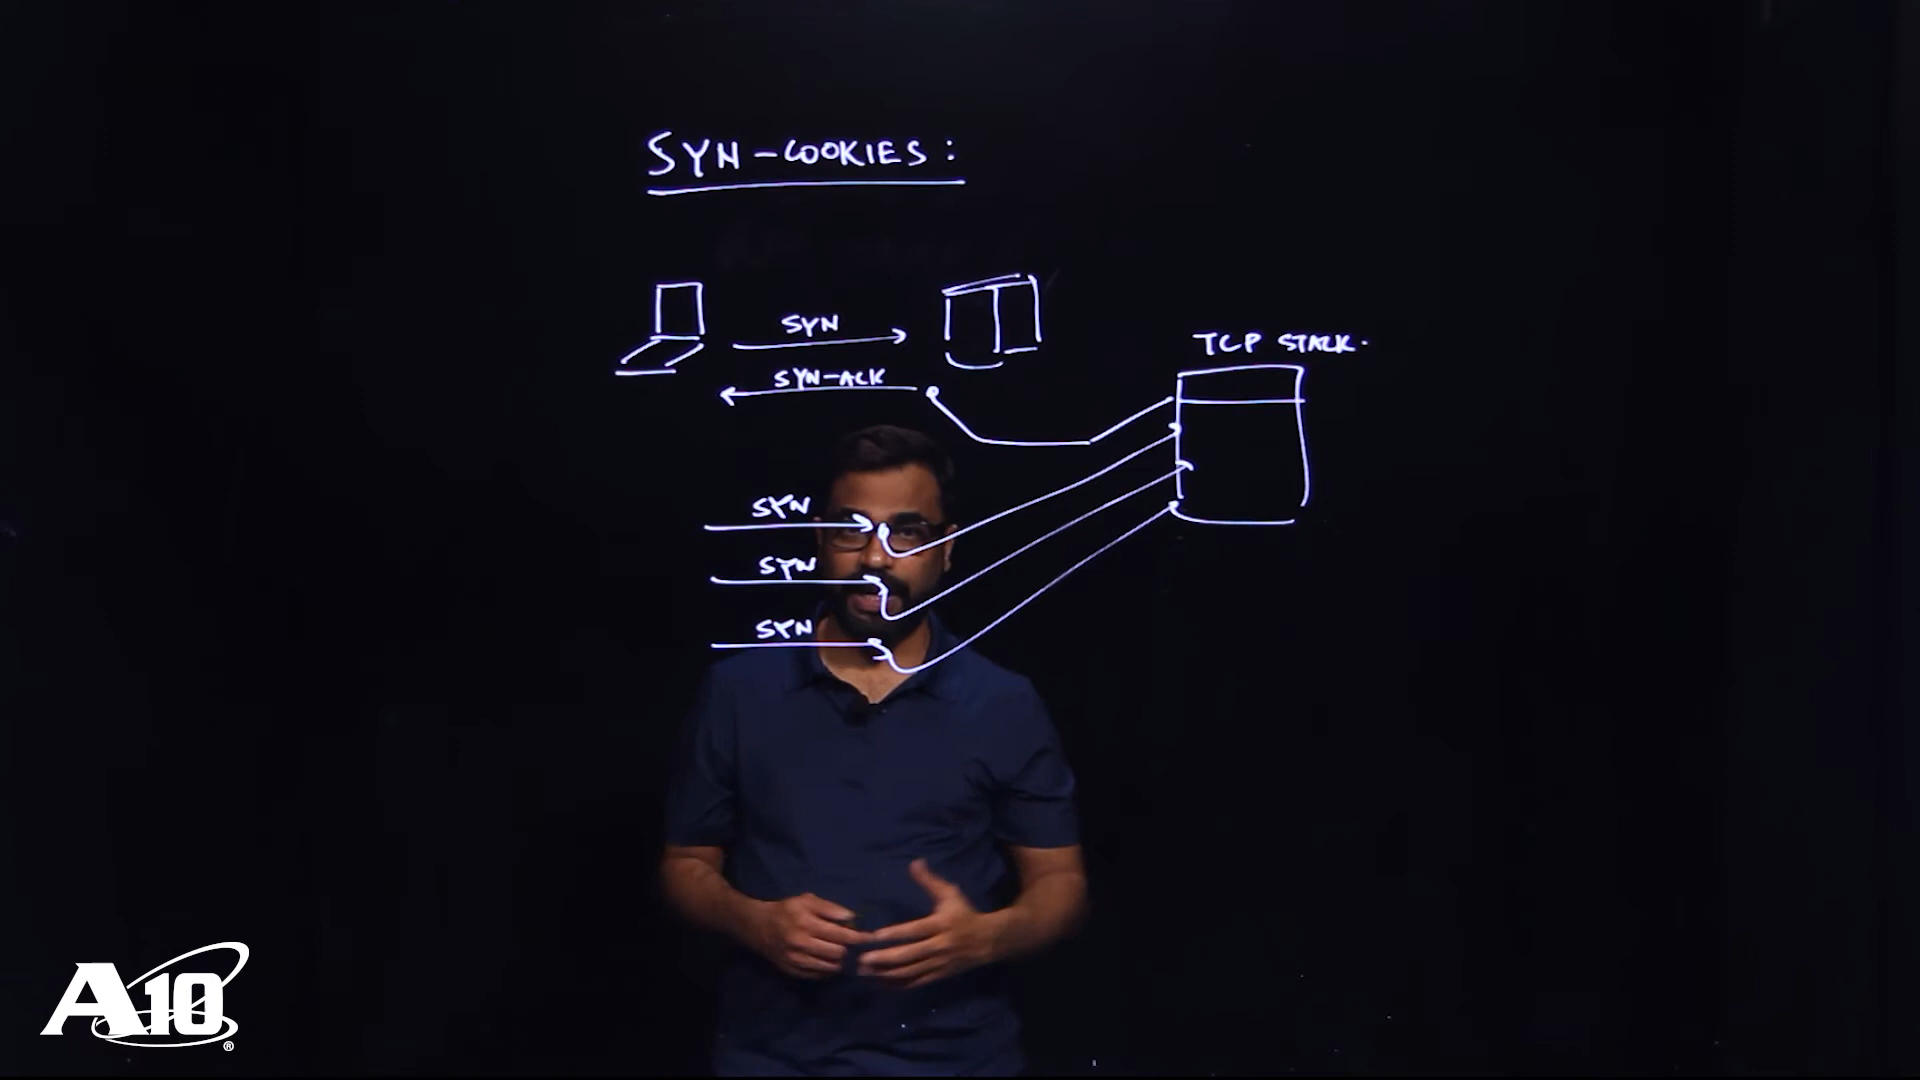 SYN-COOKIES:
SYN
TCP STACK.
SYN-ACK
SYN
SYN
SYN
A10®